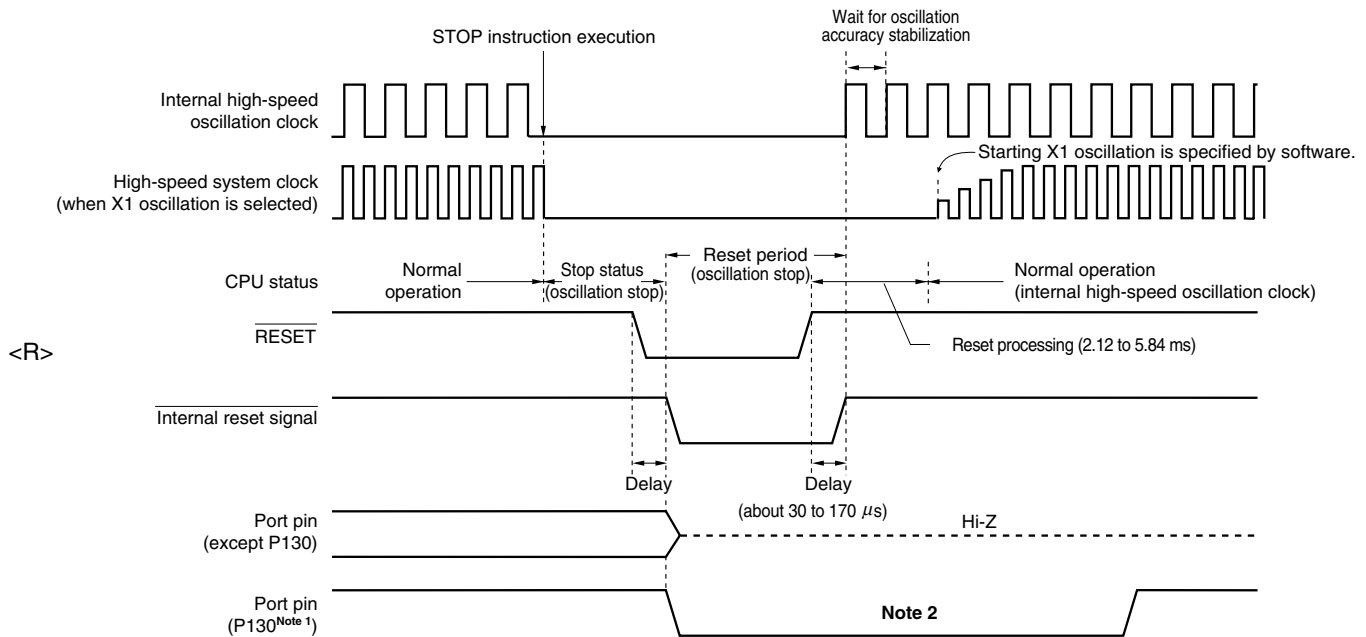 Wait for oscillation
accuracy stabilization
STOP instruction execution
Internal high-speed
oscillation clock
Starting X1 oscillation is specified by software.
High-speed system clock
(when X1 oscillation is selected)
CPU status
Normal
operation
Stop status
(oscillation stop)
Reset period
(oscillation stop)
Normal operation
(internal high-speed oscillation clock)
RESET
<R>
Reset processing (2.12 to 5.84 ms)
Internal reset signal
Delay
Delay
(about 30 to 170 μs)
Port pin
(except P130)
Hi-Z
Port pin
(P130Note 1)
Note 2